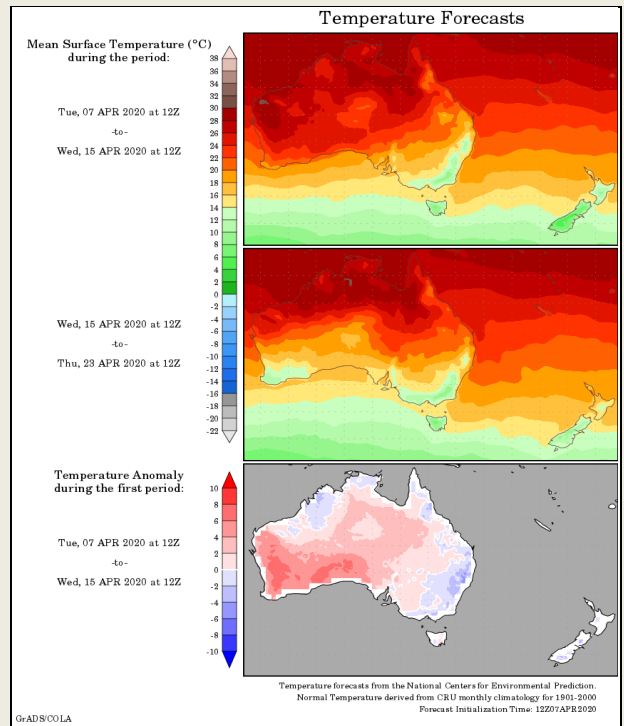 Temperature Forecasts
Mean Surface Temperature (°C)
during the period:
38
36
34
32
30
28
26
24
22
20
18
16
14
12
10
8
6
4
2
0
-2
-4
-6
-8
-10
-12
-14
-16
-18
-20
-22
Tue, 07 APR 2020 at 12Z
-to-
Wed, 15 APR 2020 at 12Z
Wed, 15 APR 2020 at 12Z
-to-
Thu, 23 APR 2020 at 12Z
Temperature Anomaly
during the first period:
10
8
6
4
2
0
-2
-4
-6
-8
-10
Tue, 07 APR 2020 at 12Z
-to-
Wed, 15 APR 2020 at 12Z
Temperature forecasts from the National Centers for Environmental Prediction.
Normal Temperature derived from CRU monthly climatology for 1901-2000
Forecast Initialization Time: 12Z07APR2020
GrADS/COLA